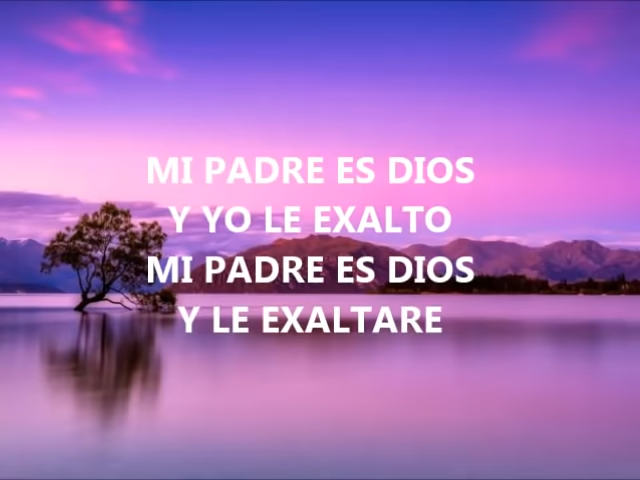 MI PADRE ES DIOS
Y YO LE EXALTO
MI PADRE ES DIOS
Y LE EXALTARE